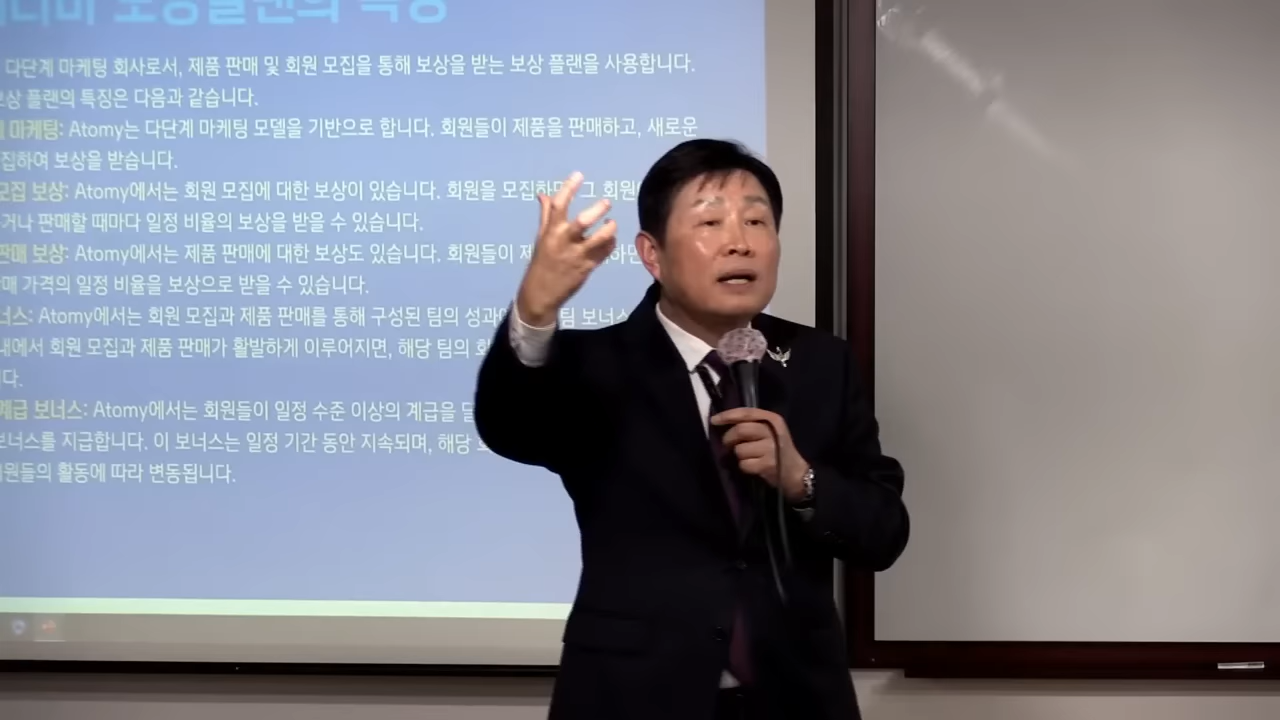 보상플랜의 특징
다단계 마케팅 회사로서, 제품 판매 및 회원 모집을 통해 보상을 받는 보상 플랜을 사용합니다.
보상 플랜의 특징은 다음과 같습니다.
마케팅: Atomy는 다단계 마케팅 모델을 기반으로 합니다. 회원들이 제품을 판매하고, 새로운
집하여 보상을 받습니다.
모집 보상: Atomy에서는 회원 모집에 대한 보상이 있습니다. 회원을 모집하면 그 회원
거나 판매할 때마다 일정 비율의 보상을 받을 수 있습니다.
판매 보상: Atomy에서는 제품 판매에 대한 보상도 있습니다. 회원들이
매 가격의 일정 비율을 보상으로 받을 수 있습니다.
너스: Atomy에서는 회원 모집과 제품 판매를 통해 구성된 팀의 팀 보너스
내에서 회원 모집과 제품 판매가 활발하게 이루어지면, 해당 팀의
다.
계급 보너스: Atomy에서는 회원들이 일정 수준 이상의 계급을
보너스를 지급합니다. 이 보너스는 일정 기간 동안 지속되며, 해당
원들의 활동에 따라 변동됩니다.